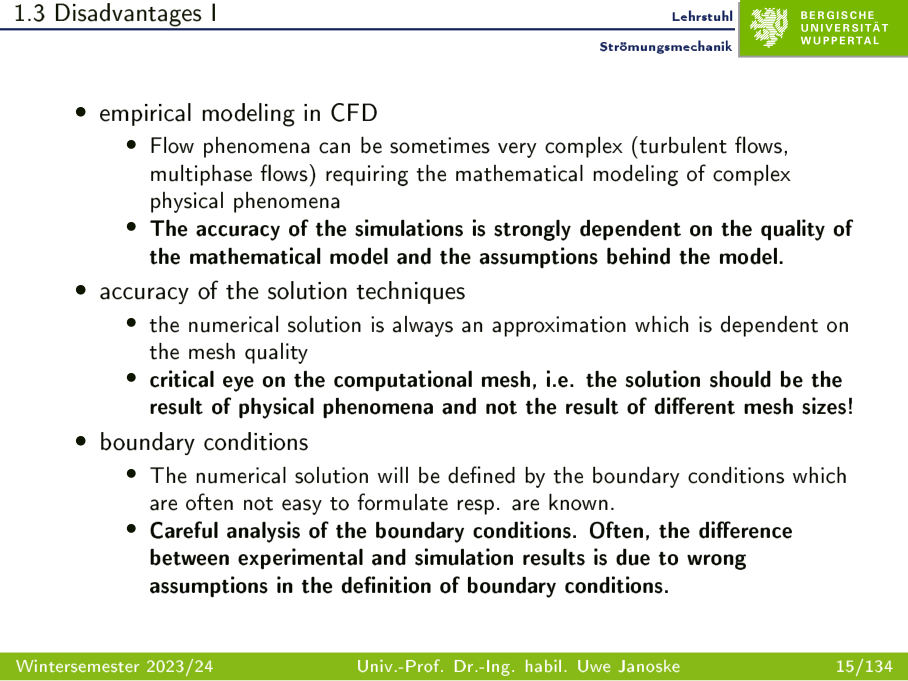 1.3 Disadvantages I
Lehrstuhl
Strömungsmechanik
BERGISCHE
UNIVERSITÄT
WUPPERTAL
• empirical modeling in CFD
• Flow phenomena can be sometimes very complex (turbulent flows,
multiphase flows) requiring the mathematical modeling of complex
physical phenomena
• The accuracy of the simulations is strongly dependent on the quality of
the mathematical model and the assumptions behind the model.
• accuracy of the solution techniques
• the numerical solution is always an approximation which is dependent on
the mesh quality
• critical eye on the computational mesh, i.e. the solution should be the
result of physical phenomena and not the result of different mesh sizes!
• boundary conditions
• The numerical solution will be defined by the boundary conditions which
are often not easy to formulate resp. are known.
• Careful analysis of the boundary conditions. Often, the difference
between experimental and simulation results is due to wrong
assumptions in the definition of boundary conditions.
Wintersemester 2023/24
Univ.-Prof. Dr.-Ing. habil. Uwe Janoske
15/134